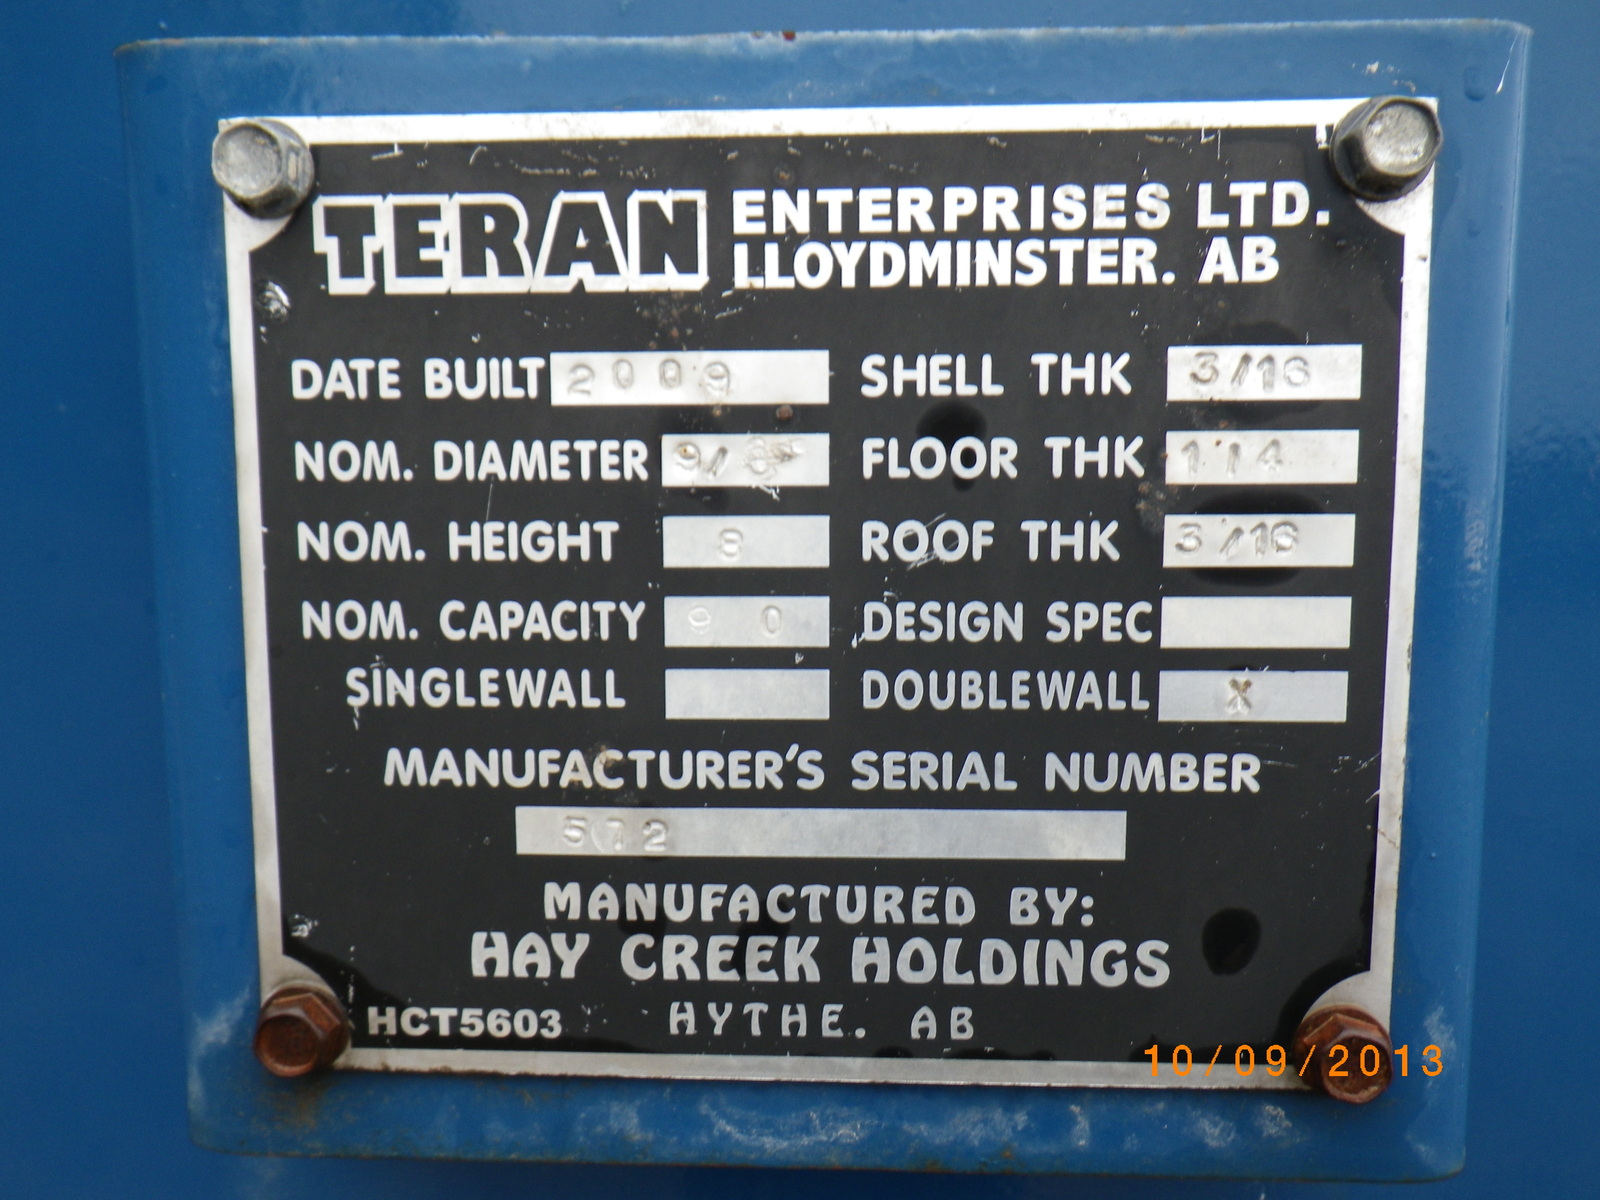 TERAN ENTERPRISES LTD.
LLOYDMINSTER. AB
DATE BUILT 2009 SHELL THK 3/16
NOM. DIAMETER 9/ FLOOR THK 1/4
NOM. HEIGHT 8 ROOF THK 3/16
NOM. CAPACITY 90 DESIGN SPEC
SINGLEWALL DOUBLEWALL X
MANUFACTURER'S SERIAL NUMBER
572
MANUFACTURED BY:
HAY CREEK HOLDINGS
HCT5603 HYTHE. AB
10/09/2013